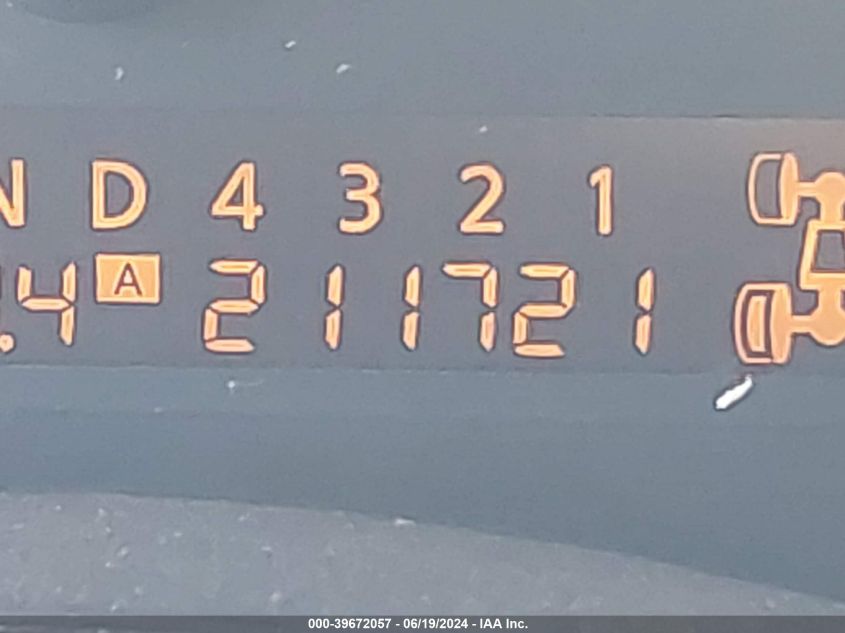 N D 4 3 2 1
.4 A 211721
000-39672057 - 06/19/2024 - IAA Inc.